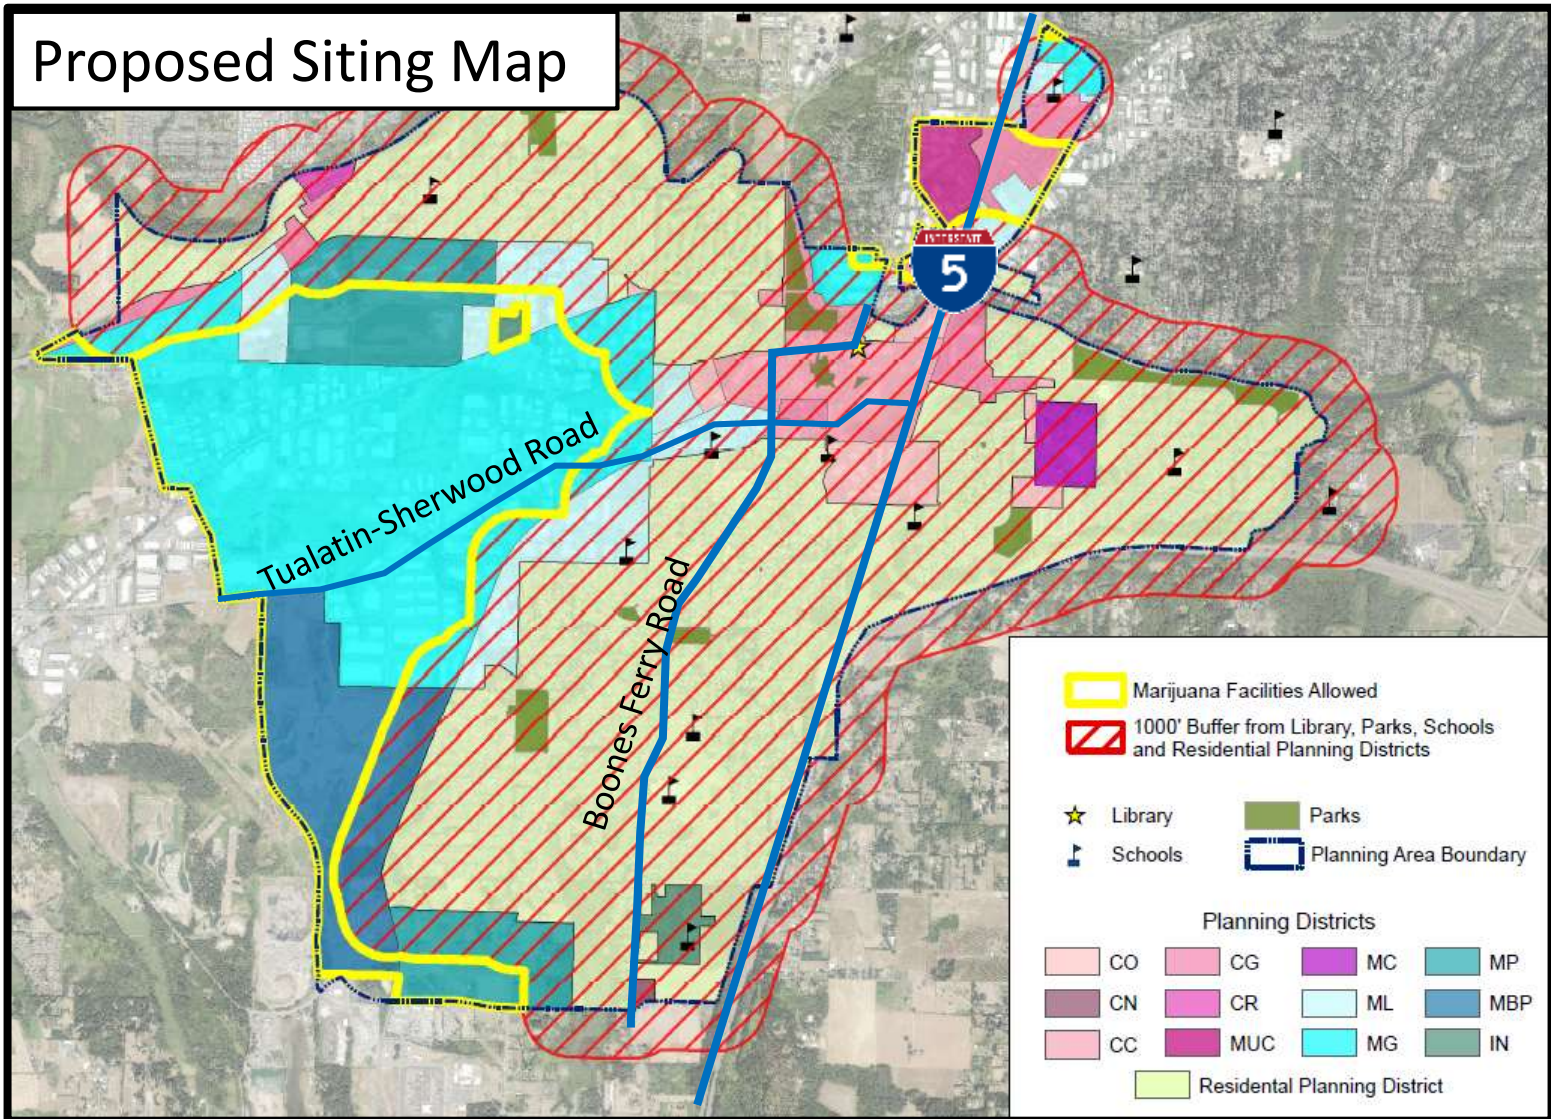 Proposed Siting Map
INTERSTATE
5
Tualatin-Sherwood Road
Boones Ferry Road
Marijuana Facilities Allowed
1000' Buffer from Library, Parks, Schools
and Residential Planning Districts
Library
Parks
Schools
Planning Area Boundary
Planning Districts
CO
CG
MC
MP
CN
CR
ML
MBP
CC
MUC
MG
IN
Residental Planning District